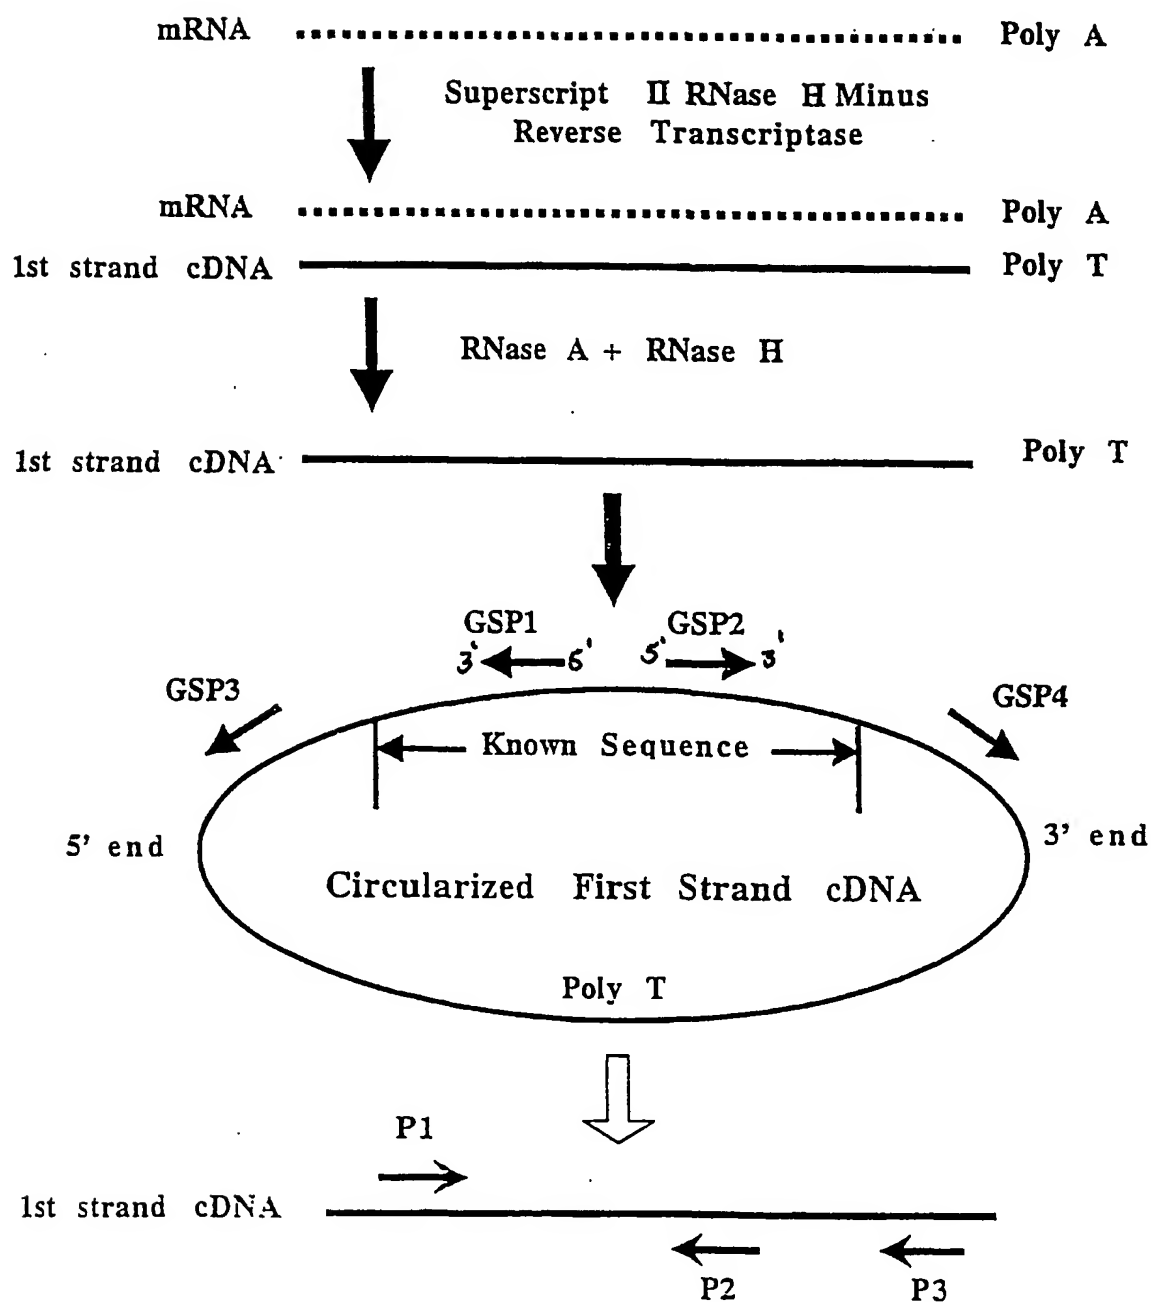 mRNA Poly A
Superscript II RNase H Minus
Reverse Transcriptase
mRNA Poly A
1st strand cDNA Poly T
RNase A + RNase H
1st strand cDNA Poly T
GSP1 GSP2
3' 5' 5' 3'
GSP3 GSP4
Known Sequence
5' end 3' end
Circularized First Strand cDNA
Poly T
P1
1st strand cDNA
P2 P3